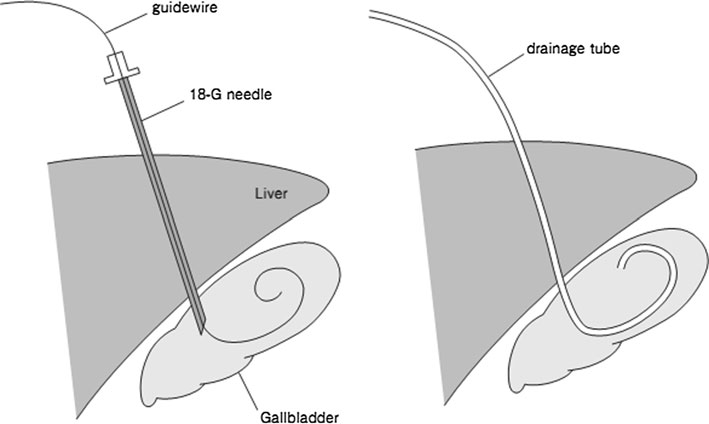 guidewire
18-G needle
Liver
Gallbladder
drainage tube